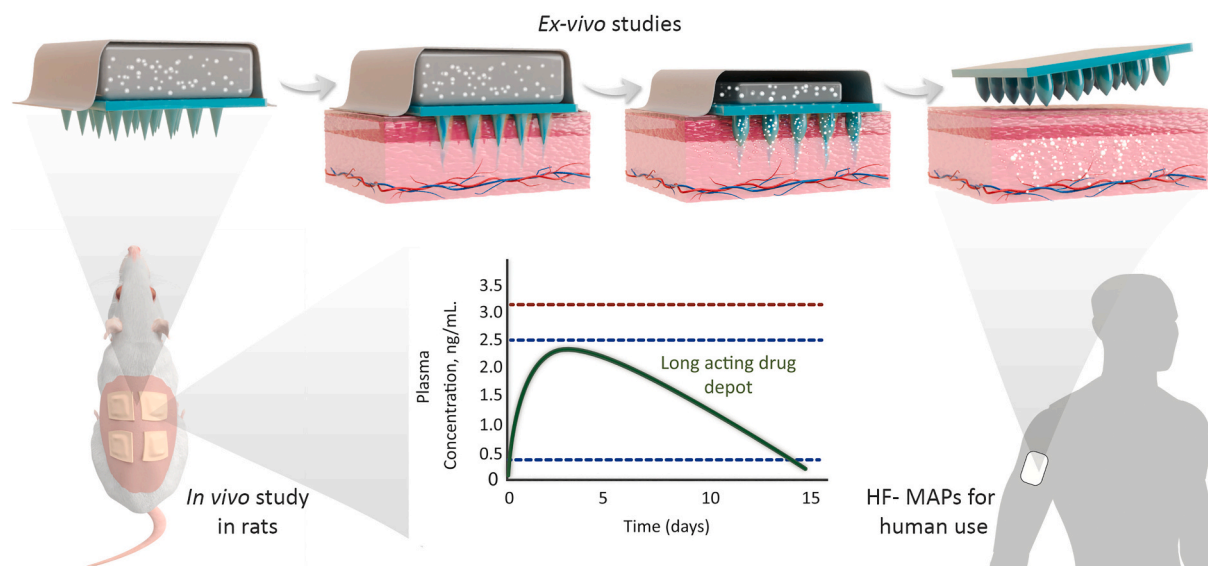 Ex-vivo studies
In vivo study
in rats
Plasma
Concentration, ng/mL.
3.5
3.0
2.5
2.0
1.5
1.0
0.5
0
Long acting drug
depot
0 5 10 15
Time (days)
HF- MAPs for
human use